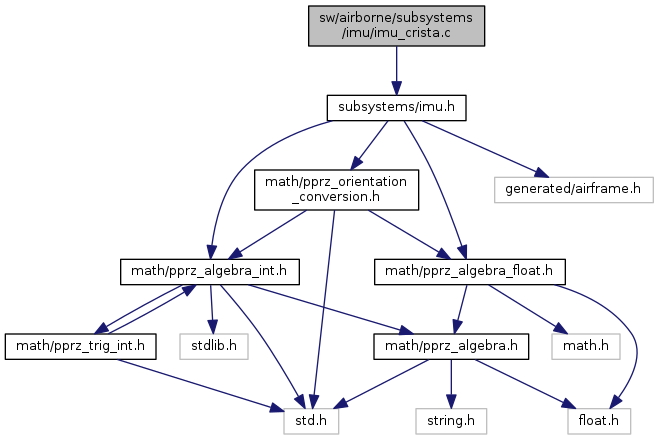 sw/airborne/subsystems
/imu/imu_crista.c
subsystems/imu.h
math/pprz_orientation
_conversion.h
generated/airframe.h
math/pprz_algebra_int.h
math/pprz_algebra_float.h
math/pprz_trig_int.h
stdlib.h
math/pprz_algebra.h
math.h
std.h
string.h
float.h